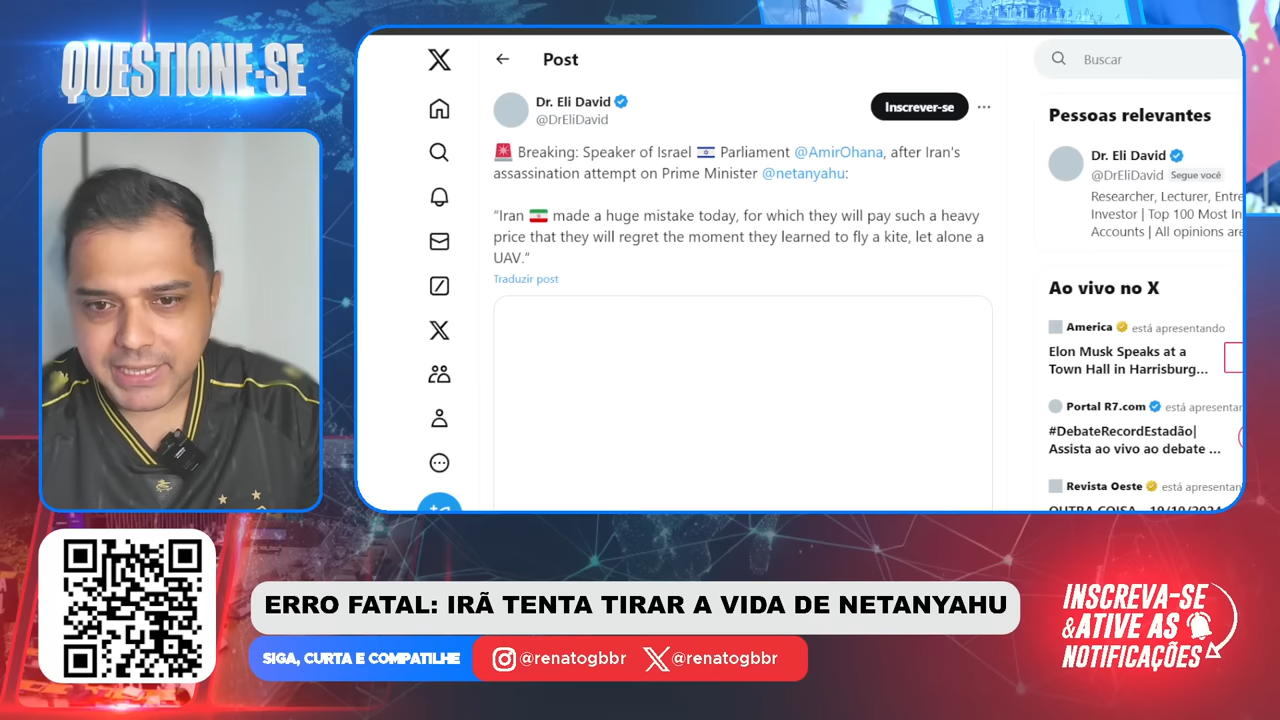 QUESTIONE-SE
Post
Buscar
Dr. Eli David
@DrEliDavid
Inscrever-se
🚨 Breaking: Speaker of Israel 🇮🇱 Parliament @AmirOhana, after Iran's
assassination attempt on Prime Minister @netanyahu:
“Iran 🇮🇷 made a huge mistake today, for which they will pay such a heavy
price that they will regret the moment they learned to fly a kite, let alone a
UAV.”
Traduzir post
Pessoas relevantes
Dr. Eli David
@DrEliDavid Segue você
Researcher, Lecturer, Entre
Investor | Top 100 Most In
Accounts | All opinions are
Ao vivo no X
America está apresentando
Elon Musk Speaks at a
Town Hall in Harrisburg...
Portal R7.com está apresentar
#DebateRecordEstadão|
Assista ao vivo ao debate ...
Revista Oeste está apresentan
OUTRA COISA - 19/10/2024
ERRO FATAL: IRÃ TENTA TIRAR A VIDA DE NETANYAHU
SIGA, CURTA E COMPATILHE
@renatogbbr
@renatogbbr
INSCREVA-SE
&ATIVE AS
NOTIFICAÇÕES